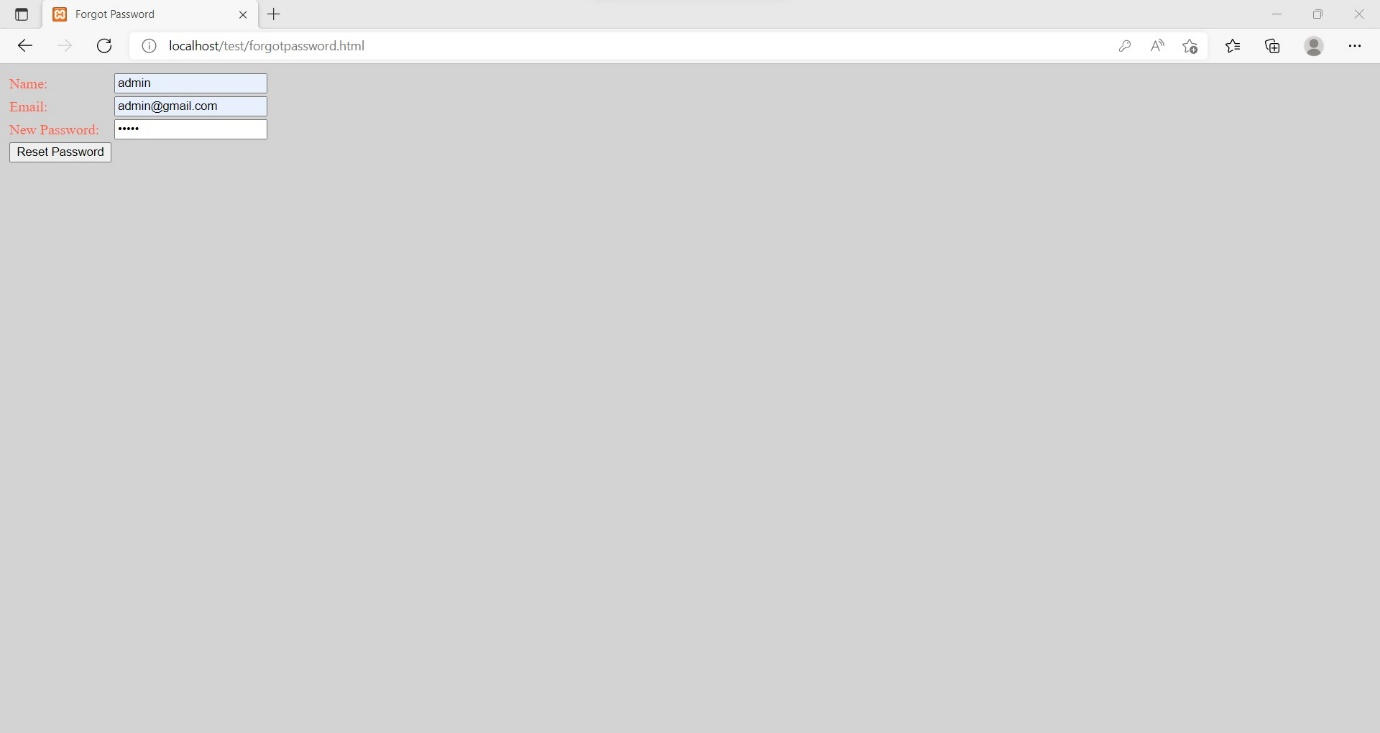 Forgot Password
localhost/test/forgotpassword.html
Name: admin
Email: admin@gmail.com
New Password: •••••
Reset Password